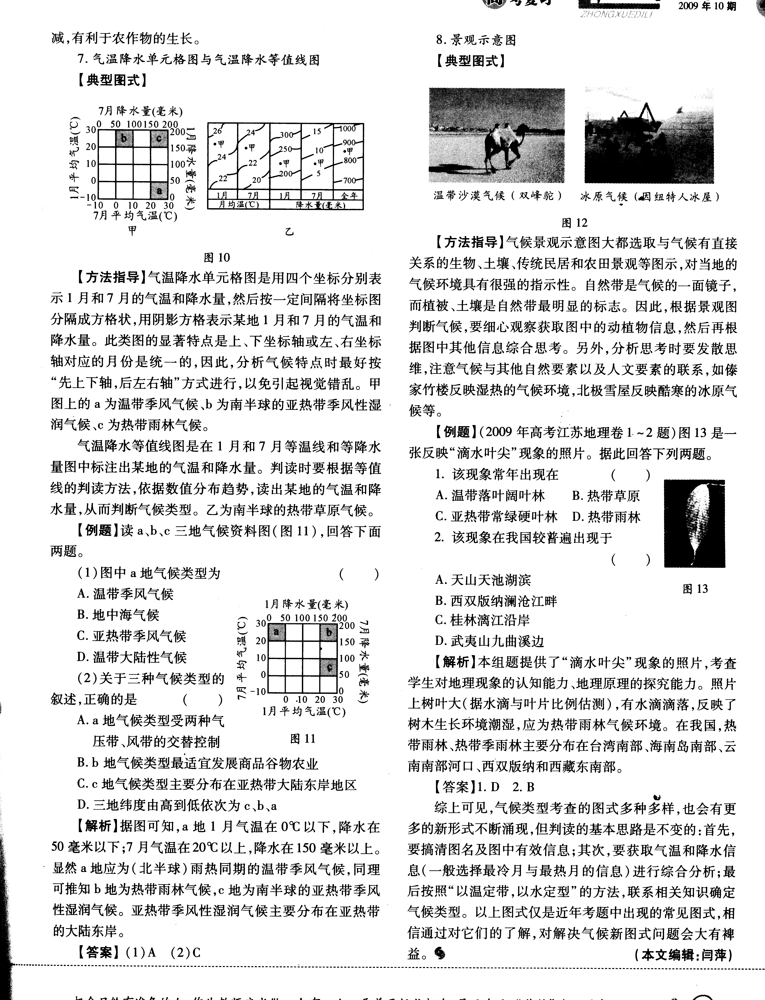 2009 年 10 期
ZHONGXUEDILI
减,有利于农作物的生长。
7. 气温降水单元格图与气温降水等值线图
【典型图式】
7月降水量(毫米)
0 50 100 150 200
1月平均气温(℃)
30
20
10
0
-10
b
c
a
200
150
100
50
0
1月降水量(毫米)
-10 0 10 20 30
7月平均气温(℃)
甲
26 24 300 15 1000
•甲 •甲 250 10 900
24 22 •甲 •甲 •甲
22 20 200 5 800
700
1月 7月 1月 7月 全年
月均温(℃) 降水量(毫米)
乙
图 10
【方法指导】气温降水单元格图是用四个坐标分别表
示 1 月和 7 月的气温和降水量,然后按一定间隔将坐标图
分隔成方格状,用阴影方格表示某地 1 月和 7 月的气温和
降水量。此类图的显著特点是上、下坐标轴或左、右坐标
轴对应的月份是统一的,因此,分析气候特点时最好按
“先上下轴,后左右轴”方式进行,以免引起视觉错乱。甲
图上的 a 为温带季风气候、b 为南半球的亚热带季风性湿
润气候、c 为热带雨林气候。
气温降水等值线图是在 1 月和 7 月等温线和等降水
量图中标注出某地的气温和降水量。判读时要根据等值
线的判读方法,依据数值分布趋势,读出某地的气温和降
水量,从而判断气候类型。乙为南半球的热带草原气候。
【例题】读 a、b、c 三地气候资料图(图 11),回答下面
两题。
(1)图中 a 地气候类型为 ( )
A. 温带季风气候
B. 地中海气候
C. 亚热带季风气候
D. 温带大陆性气候
(2)关于三种气候类型的
叙述,正确的是 ( )
A. a 地气候类型受两种气
压带、风带的交替控制
1月降水量(毫米)
0 50 100 150 200
7月平均气温(℃)
30
20
10
0
-10
a
b
c
200
150
100
50
0
7月降水量(毫米)
0 10 20 30
1月平均气温(℃)
图 11
B. b 地气候类型最适宜发展商品谷物农业
C. c 地气候类型主要分布在亚热带大陆东岸地区
D. 三地纬度由高到低依次为 c、b、a
【解析】据图可知,a 地 1 月气温在 0℃以下,降水在
50 毫米以下;7 月气温在20℃以上,降水在150 毫米以上。
显然 a 地应为(北半球)雨热同期的温带季风气候,同理
可推知 b 地为热带雨林气候,c 地为南半球的亚热带季风
性湿润气候。亚热带季风性湿润气候主要分布在亚热带
的大陆东岸。
【答案】(1)A (2)C
8. 景观示意图
【典型图式】
温带沙漠气候(双峰驼)
冰原气候(因纽特人冰屋)
图 12
【方法指导】气候景观示意图大都选取与气候有直接
关系的生物、土壤、传统民居和农田景观等图示,对当地的
气候环境具有很强的指示性。自然带是气候的一面镜子,
而植被、土壤是自然带最明显的标志。因此,根据景观图
判断气候,要细心观察获取图中的动植物信息,然后再根
据图中其他信息综合思考。另外,分析思考时要发散思
维,注意气候与其他自然要素以及人文要素的联系,如傣
家竹楼反映湿热的气候环境,北极雪屋反映酷寒的冰原气
候等。
【例题】(2009 年高考江苏地理卷 1~2 题)图 13 是一
张反映“滴水叶尖”现象的照片。据此回答下列两题。
1. 该现象常年出现在 ( )
A. 温带落叶阔叶林 B. 热带草原
C. 亚热带常绿硬叶林 D. 热带雨林
2. 该现象在我国较普遍出现于
( )
A. 天山天池湖滨
B. 西双版纳澜沧江畔
C. 桂林漓江沿岸
D. 武夷山九曲溪边
图 13
【解析】本组题提供了“滴水叶尖”现象的照片,考查
学生对地理现象的认知能力、地理原理的探究能力。照片
上树叶大(据水滴与叶片比例估测),有水滴滴落,反映了
树木生长环境潮湿,应为热带雨林气候环境。在我国,热
带雨林、热带季雨林主要分布在台湾南部、海南岛南部、云
南南部河口、西双版纳和西藏东南部。
【答案】1. D 2. B
综上可见,气候类型考查的图式多种多样,也会有更
多的新形式不断涌现,但判读的基本思路是不变的:首先,
要搞清图名及图中有效信息;其次,要获取气温和降水信
息(一般选择最冷月与最热月的信息)进行综合分析;最
后按照“以温定带,以水定型”的方法,联系相关知识确定
气候类型。以上图式仅是近年考题中出现的常见图式,相
信通过对它们的了解,对解决气候新图式问题会大有裨
益。
(本文编辑:闫萍)